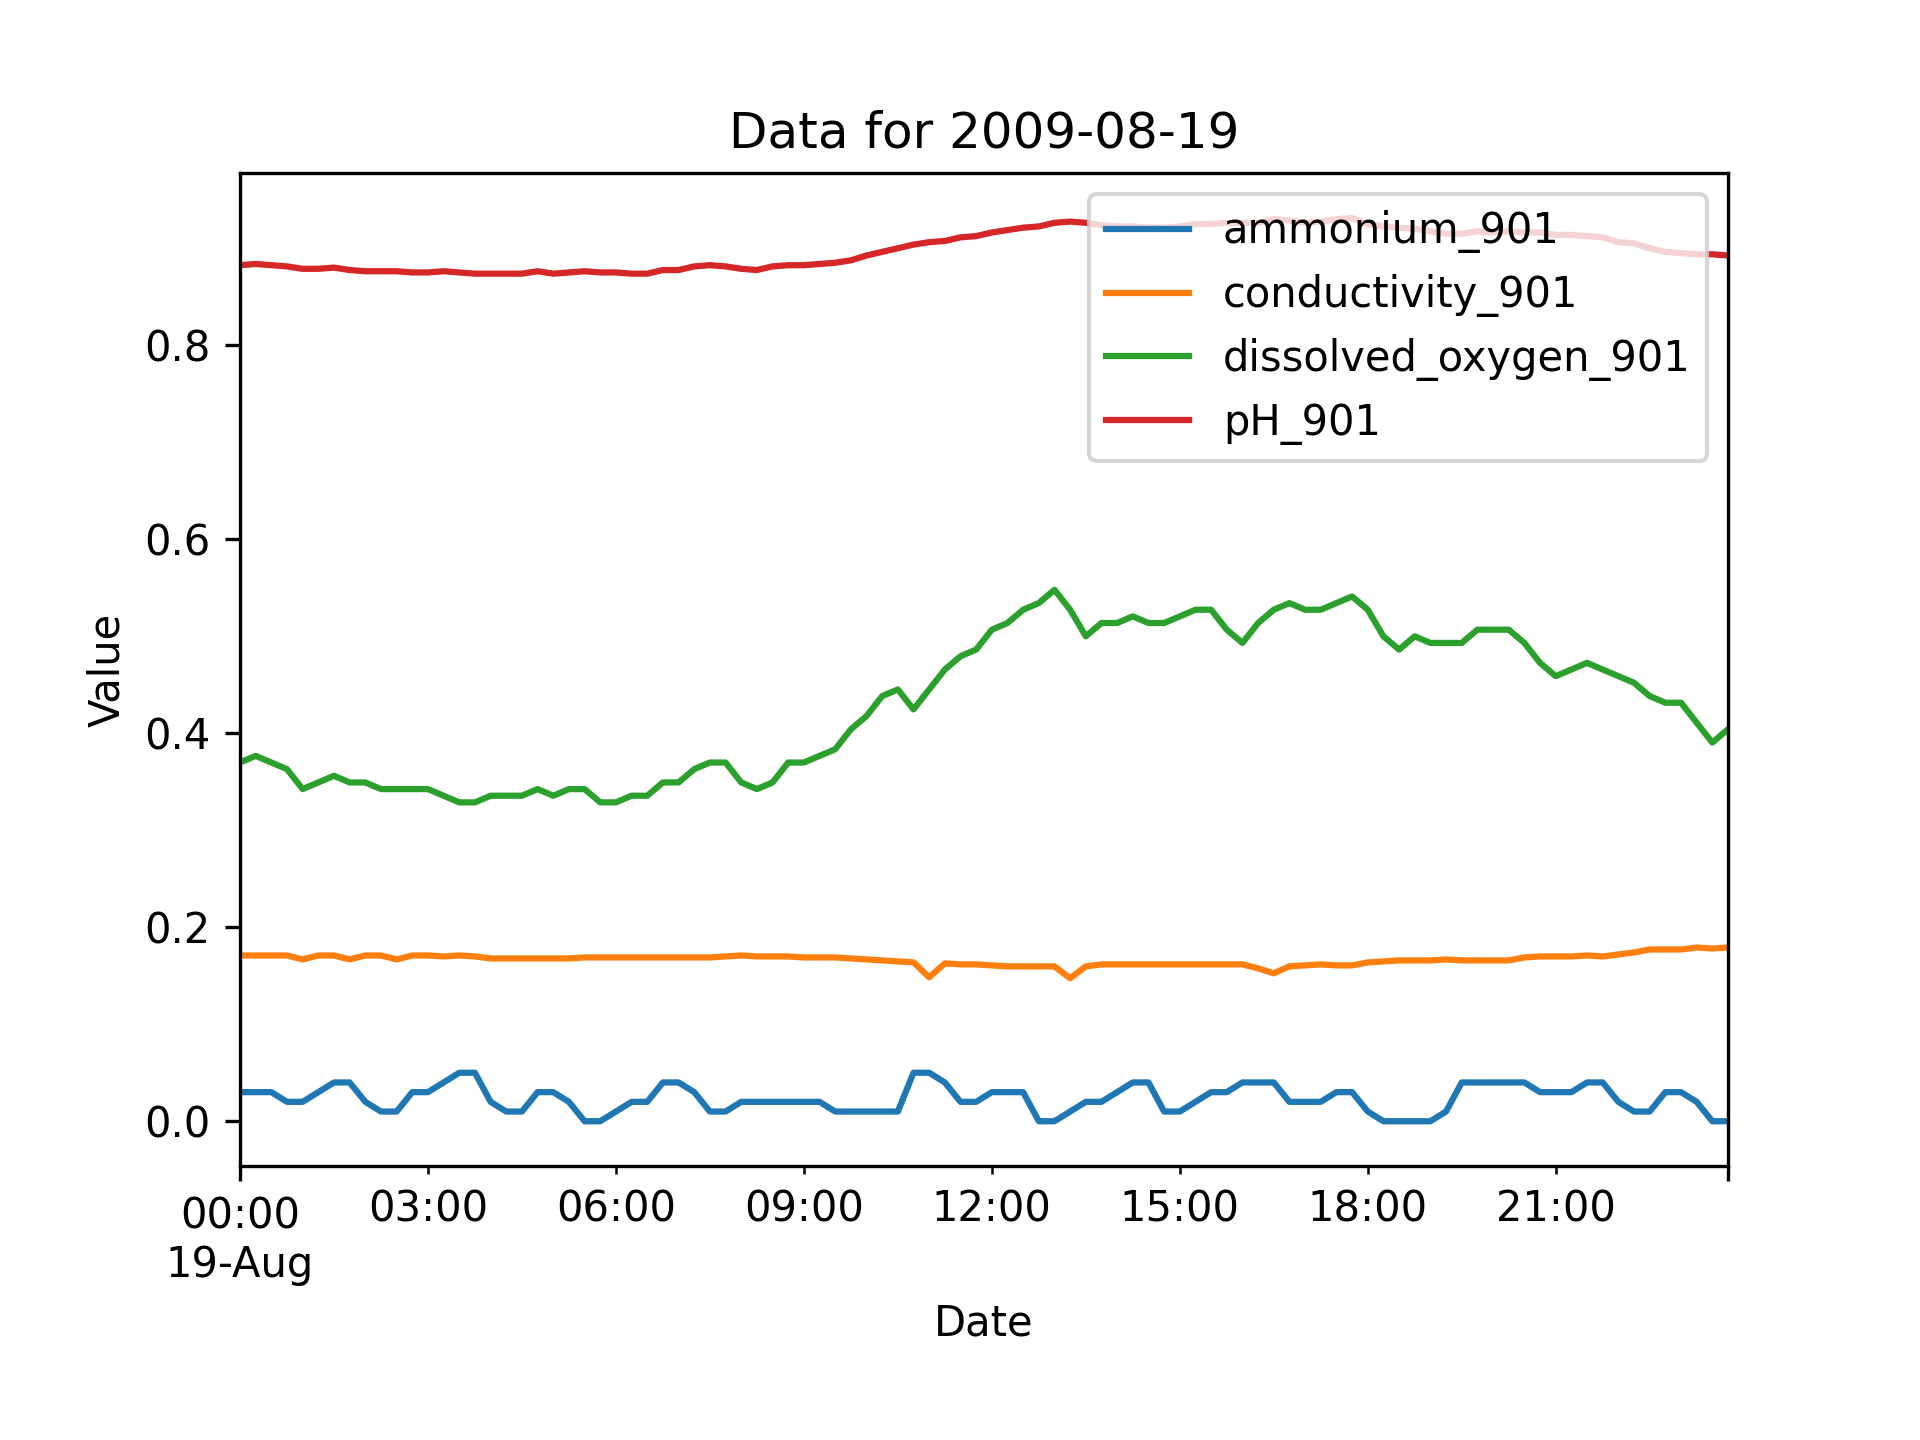 Data for 2009-08-19
ammonium_901
conductivity_901
dissolved_oxygen_901
pH_901
0.8
0.6
0.4
0.2
0.0
Value
00:00 03:00 06:00 09:00 12:00 15:00 18:00 21:00
19-Aug
Date